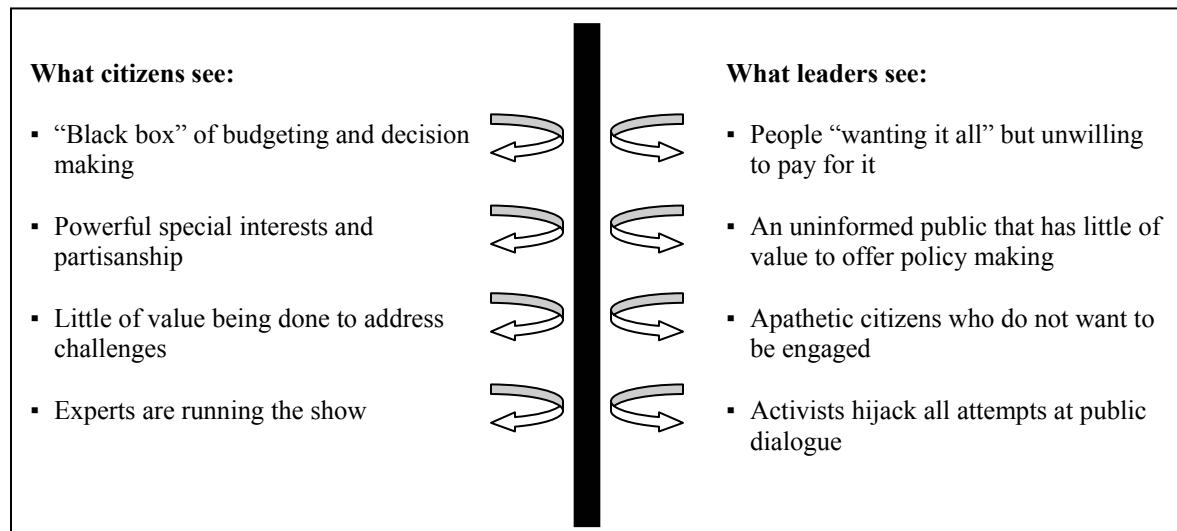 What citizens see:
▪ “Black box” of budgeting and decision
making
▪ Powerful special interests and
partisanship
▪ Little of value being done to address
challenges
▪ Experts are running the show
What leaders see:
▪ People “wanting it all” but unwilling
to pay for it
▪ An uninformed public that has little of
value to offer policy making
▪ Apathetic citizens who do not want to
be engaged
▪ Activists hijack all attempts at public
dialogue